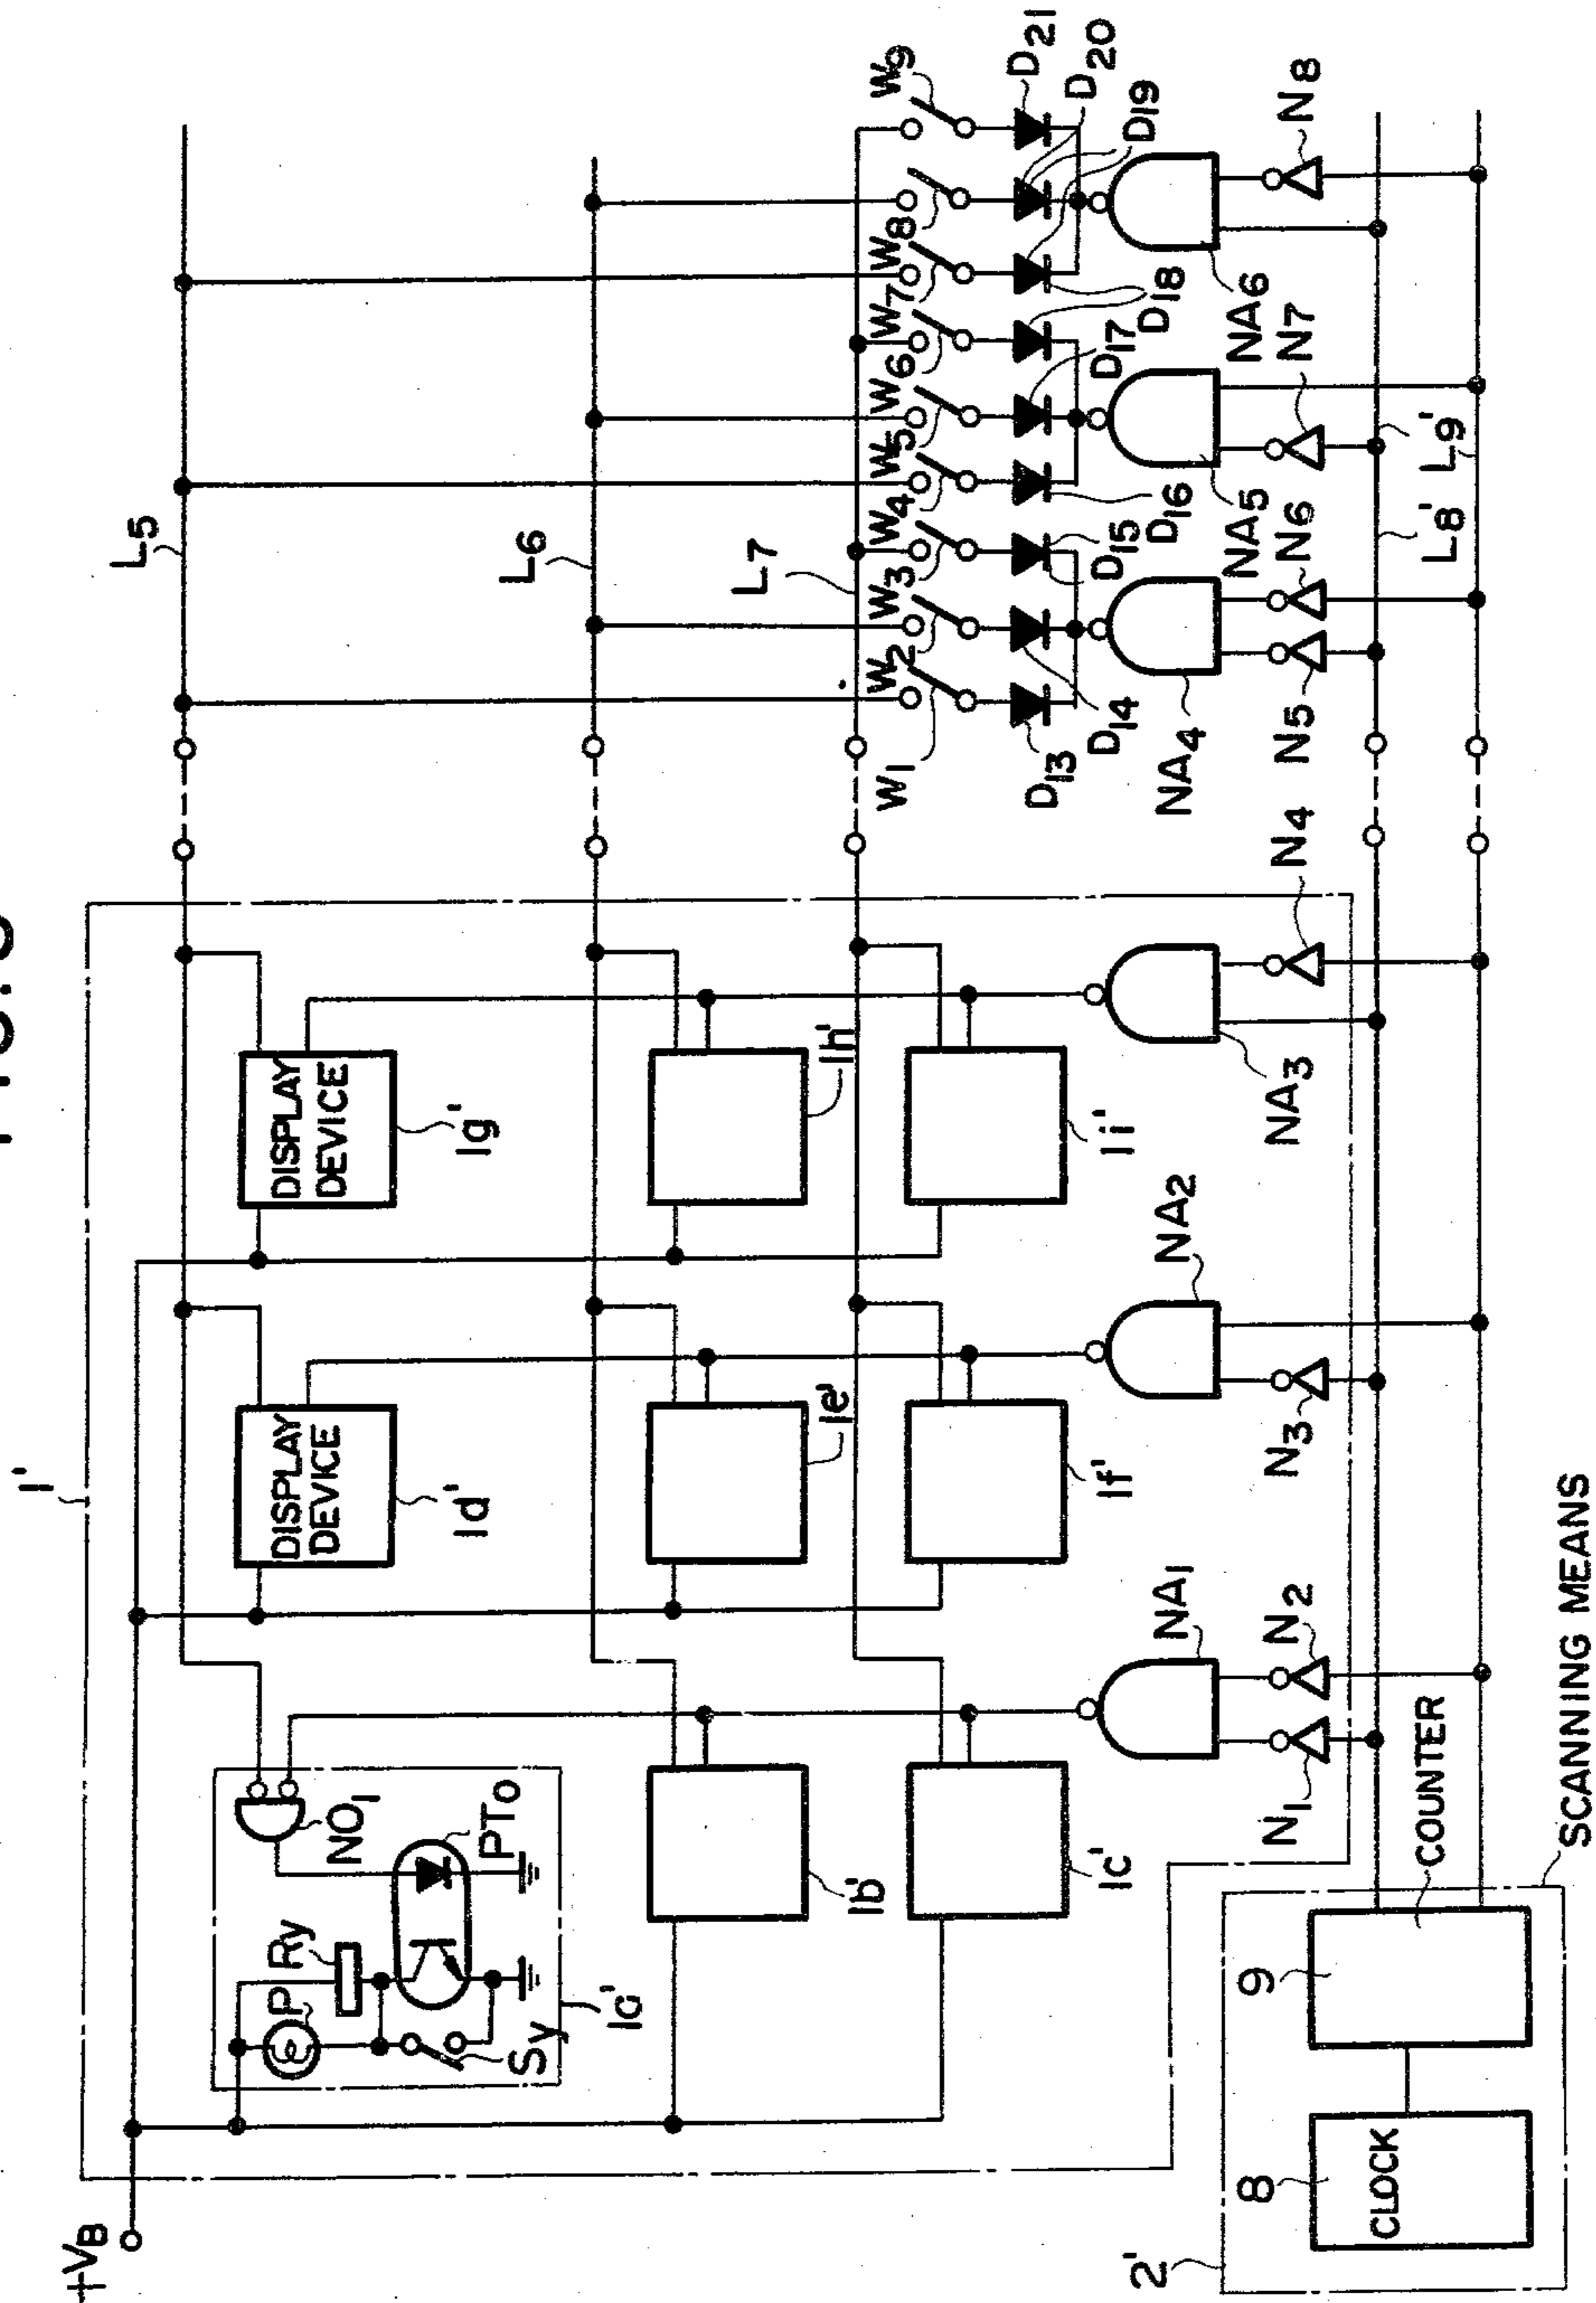 1'
+VB
L5
L6
L7
DISPLAY
DEVICE
1g'
DISPLAY
DEVICE
1d'
1h'
1e'
1i'
1f'
NO1
PTo
Ry
P
Sy
1a'
1b'
1c'
W1
W2
W3
W4
W5
W6
W7
W8
W9
D13
D14
D15
D16
D17
D18
D19
D20
D21
NA1
NA2
NA3
NA4
NA5
NA6
N1
N2
N3
N4
N5
N6
N7
N8
L8'
L9'
2'
8
CLOCK
9
COUNTER
SCANNING MEANS